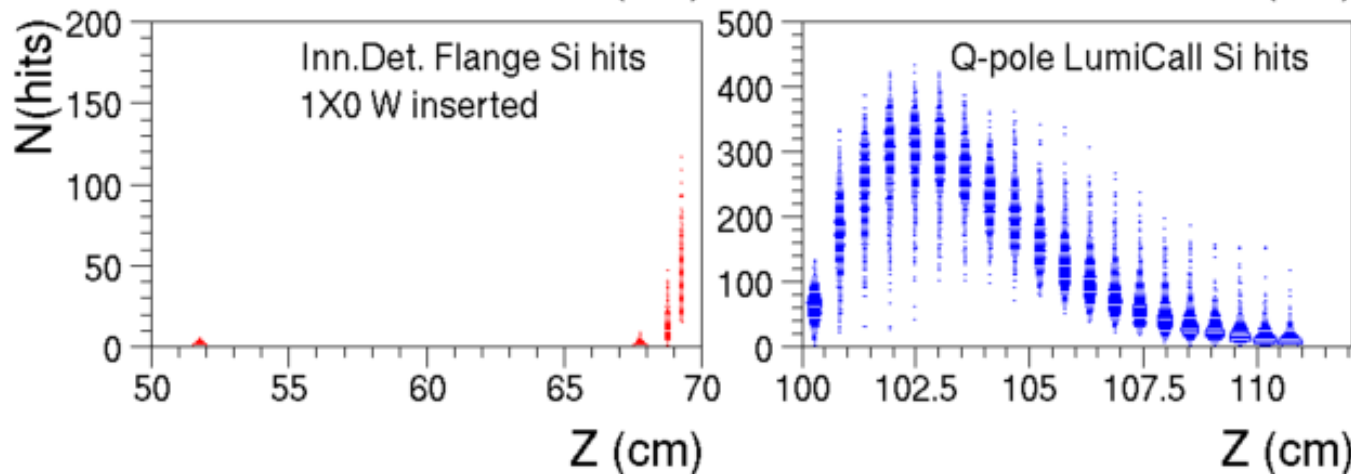 N(hits)
200
150
100
50
0
Inn.Det. Flange Si hits
1X0 W inserted
50 55 60 65 70
Z (cm)
500
400
300
200
100
0
Q-pole LumiCall Si hits
100 102.5 105 107.5 110
Z (cm)